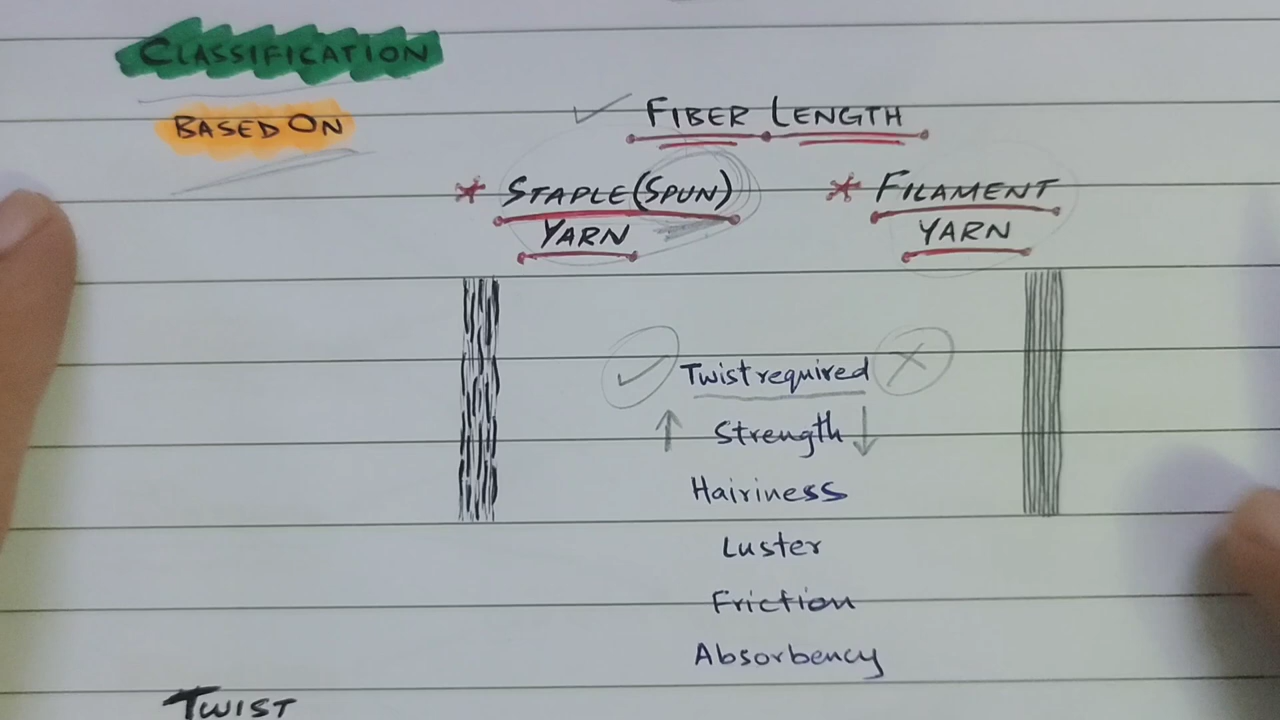 CLASSIFICATION
BASED ON
FIBER LENGTH
* STAPLE (SPUN) YARN
* FILAMENT YARN
Twist required
Strength
Hairiness
Luster
Friction
Absorbency
TWIST